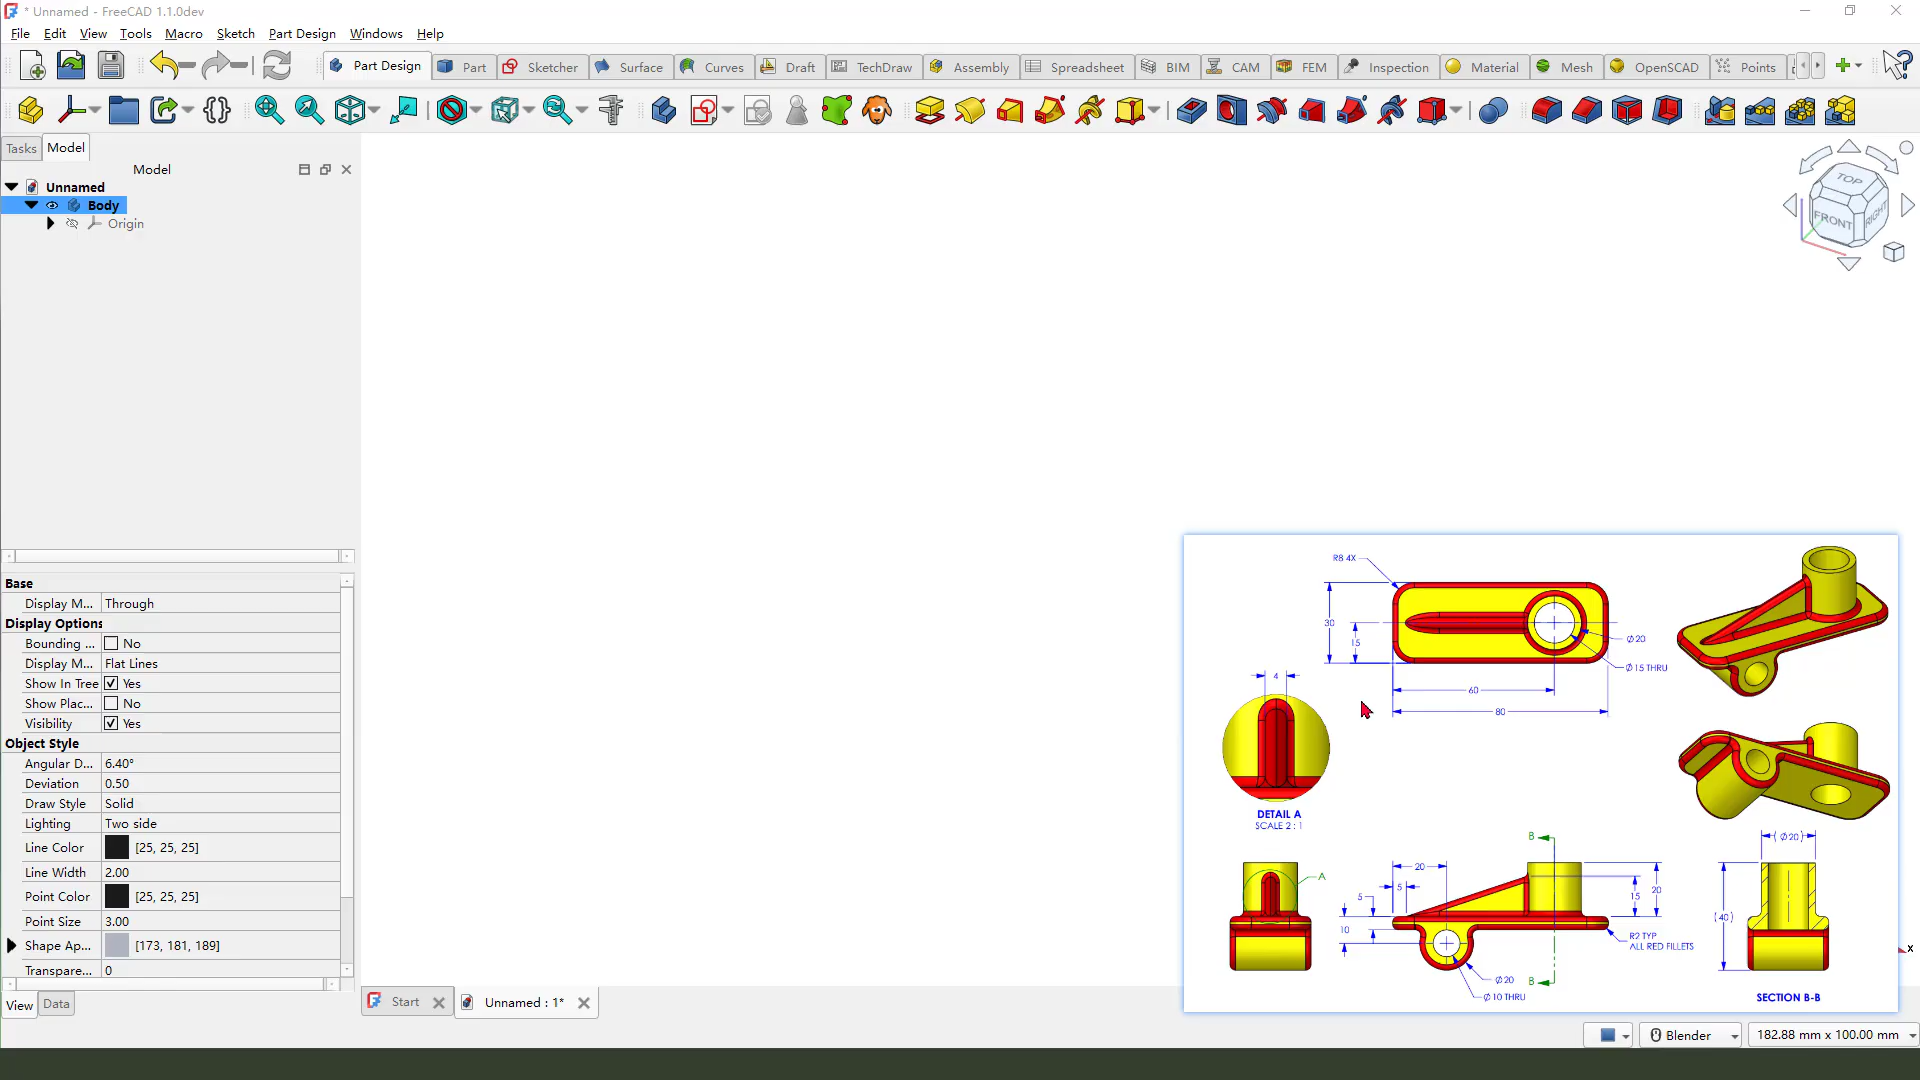 * Unnamed - FreeCAD 1.1.0dev
File Edit View Tools Macro Sketch Part Design Windows Help
Part Design Part Sketcher Surface Curves Draft TechDraw Assembly Spreadsheet BIM CAM FEM Inspection Material Mesh OpenSCAD Points
Tasks Model
Model
Unnamed
Body
Origin
TOP
FRONT
RIGHT
Base
Display M... Through
Display Options
Bounding ... No
Display M... Flat Lines
Show In Tree Yes
Show Plac... No
Visibility Yes
Object Style
Angular D... 6.40°
Deviation 0.50
Draw Style Solid
Lighting Two side
Line Color [25, 25, 25]
Line Width 2.00
Point Color [25, 25, 25]
Point Size 3.00
Shape Ap... [173, 181, 189]
Transpare... 0
View Data
Start Unnamed : 1*
R8 4X
30
15
Ø20
Ø15 THRU
60
80
4
DETAIL A
SCALE 2 : 1
A
B
20
5
5
10
15
20
R2 TYP
ALL RED FILLETS
Ø20
Ø10 THRU
B
(Ø20)
(40)
SECTION B-B
x
Blender 182.88 mm x 100.00 mm